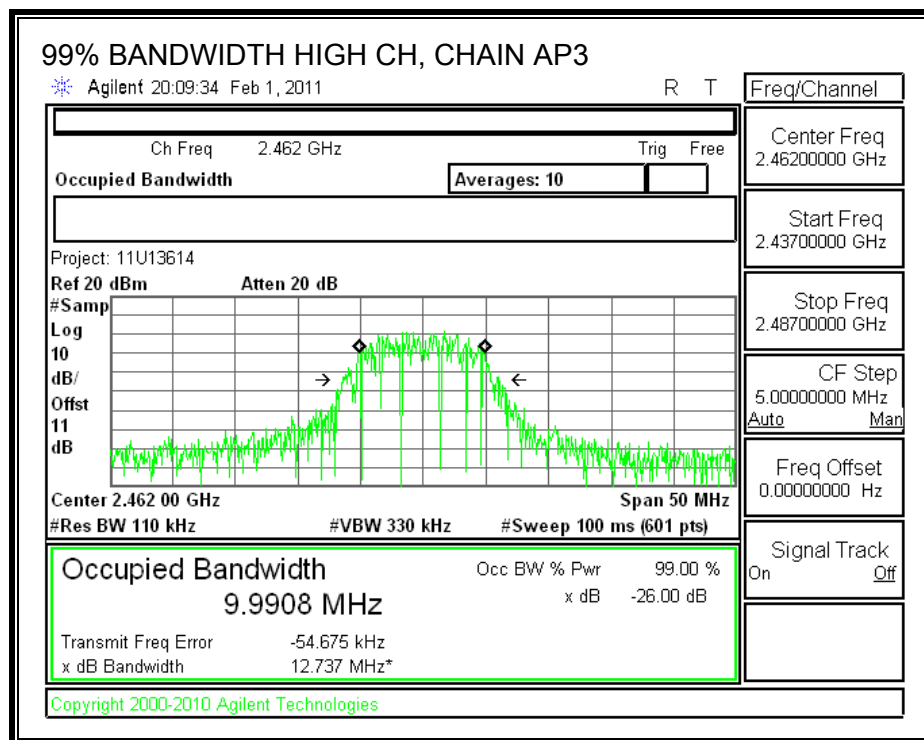 99% BANDWIDTH HIGH CH, CHAIN AP3
Agilent 20:09:34 Feb 1, 2011 R T
Freq/Channel
Ch Freq 2.462 GHz Trig Free
Occupied Bandwidth Averages: 10
Center Freq
2.46200000 GHz
Start Freq
2.43700000 GHz
Stop Freq
2.48700000 GHz
CF Step
5.00000000 MHz
Auto Man
Freq Offset
0.00000000 Hz
Signal Track
On Off
Project: 11U13614
Ref 20 dBm Atten 20 dB
#Samp
Log
10
dB/
Offst
11
dB
Center 2.462 00 GHz Span 50 MHz
#Res BW 110 kHz #VBW 330 kHz #Sweep 100 ms (601 pts)
Occupied Bandwidth Occ BW % Pwr 99.00 %
9.9908 MHz x dB -26.00 dB
Transmit Freq Error -54.675 kHz
x dB Bandwidth 12.737 MHz*
Copyright 2000-2010 Agilent Technologies